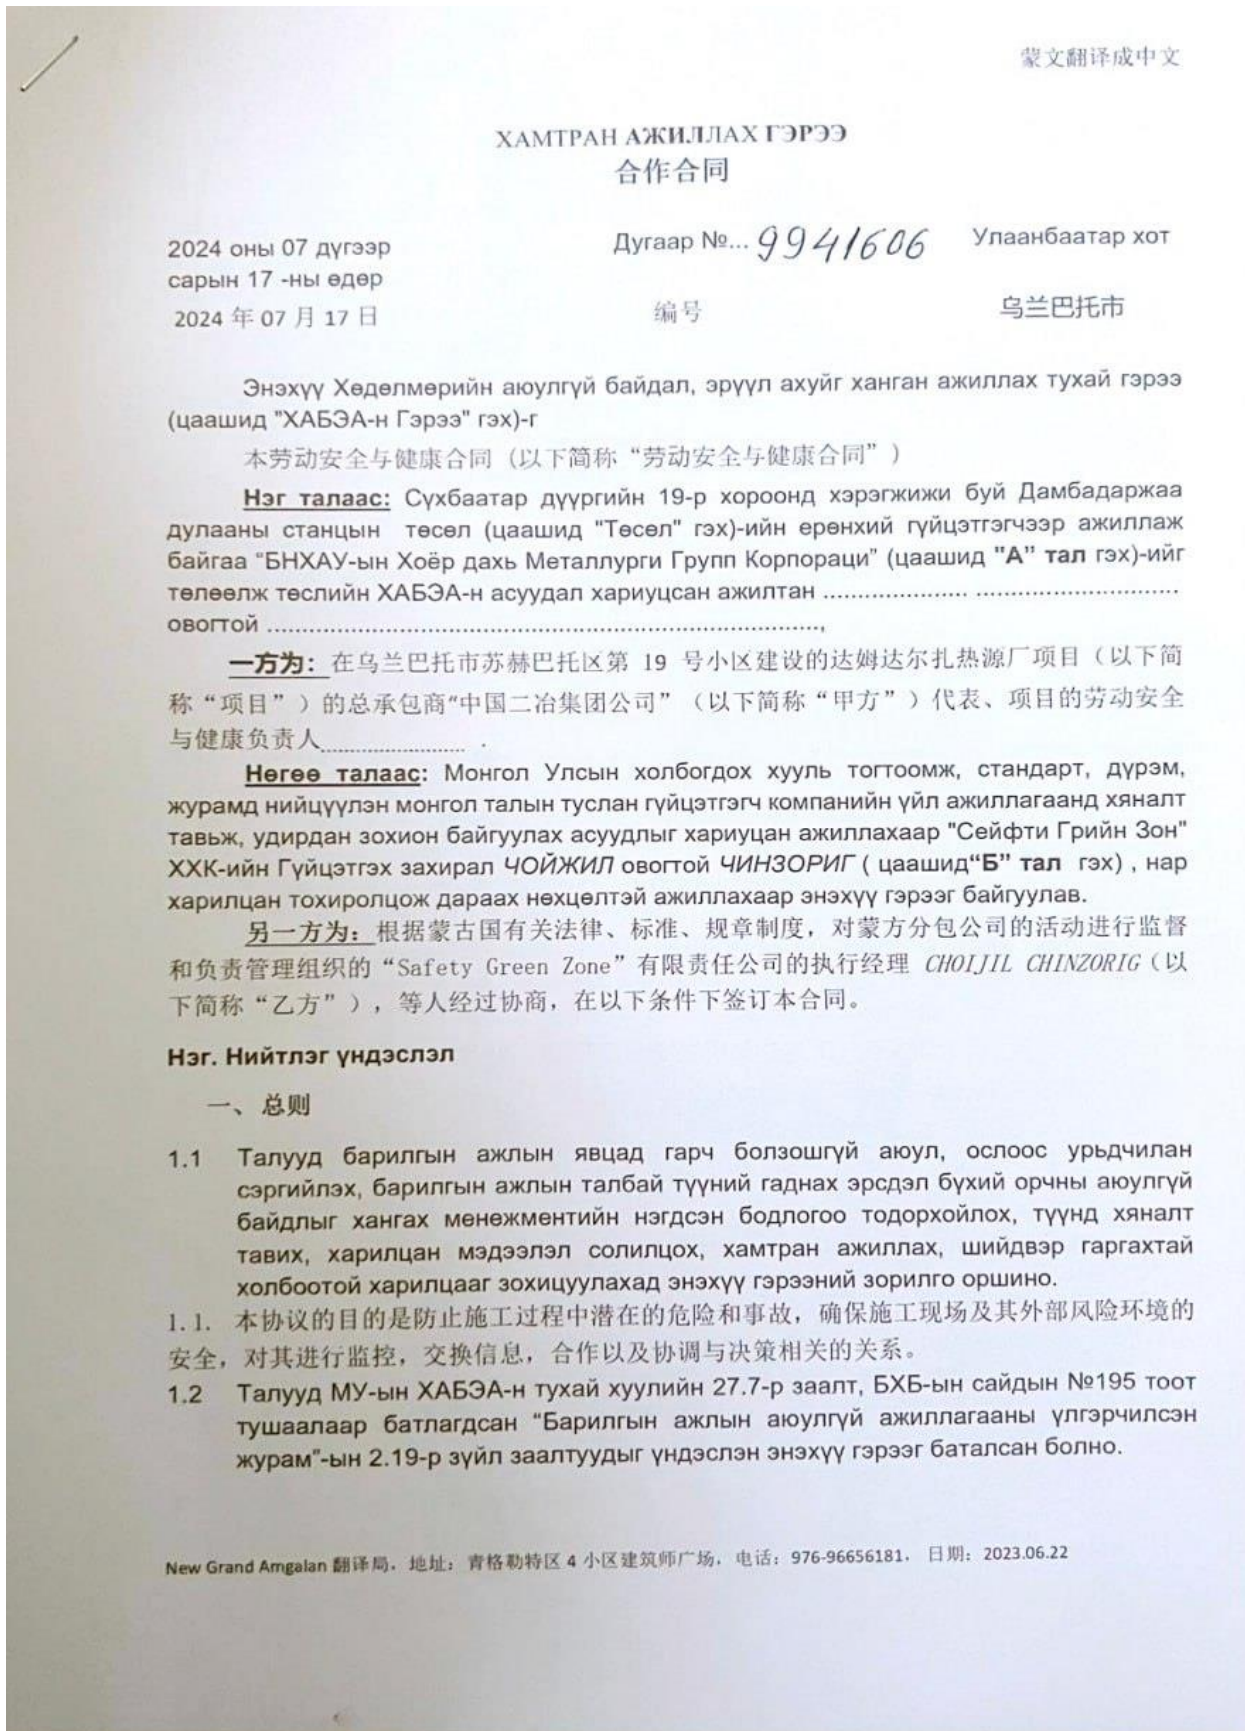 蒙文翻译成中文
ХАМТРАН АЖИЛЛАХ ГЭРЭЭ
合作合同
2024 оны 07 дүгээр
сарын 17 -ны өдөр
Дугаар №... 9941606
Улаанбаатар хот
2024 年 07 月 17 日
编号
乌兰巴托市
Энэхүү Хөдөлмөрийн аюулгүй байдал, эрүүл ахуйг ханган ажиллах тухай гэрээ
(цаашид "ХАБЭА-н Гэрээ" гэх)-г
本劳动安全与健康合同（以下简称“劳动安全与健康合同”）
Нэг талаас: Сүхбаатар дүүргийн 19-р хороонд хэрэгжижи буй Дамбадаржаа
дулааны станцын төсөл (цаашид "Төсөл" гэх)-ийн ерөнхий гүйцэтгэгчээр ажиллаж
байгаа “БНХАУ-ын Хоёр дахь Металлурги Групп Корпораци” (цаашид "А" тал гэх)-ийг
төлөөлж төслийн ХАБЭА-н асуудал хариуцсан ажилтан .................... ............................
овогтой ..............................................................................,
一方为：在乌兰巴托市苏赫巴托区第 19 号小区建设的达姆达尔扎热源厂项目（以下简
称“项目”）的总承包商“中国二冶集团公司”（以下简称“甲方”）代表、项目的劳动安全
与健康负责人........................ .
Нөгөө талаас: Монгол Улсын холбогдох хууль тогтоомж, стандарт, дүрэм,
журамд нийцүүлэн монгол талын туслан гүйцэтгэгч компанийн үйл ажиллагаанд хяналт
тавьж, удирдан зохион байгуулах асуудлыг хариуцан ажиллахаар "Сейфти Грийн Зон"
ХХК-ийн Гүйцэтгэх захирал ЧОЙЖИЛ овогтой ЧИНЗОРИГ ( цаашид“Б” тал гэх) , нар
харилцан тохиролцож дараах нөхцөлтэй ажиллахаар энэхүү гэрээг байгуулав.
另一方为：根据蒙古国有关法律、标准、规章制度，对蒙方分包公司的活动进行监督
和负责管理组织的“Safety Green Zone”有限责任公司的执行经理 CHOIJIL CHINZORIG（以
下简称“乙方”），等人经过协商，在以下条件下签订本合同。
Нэг. Нийтлэг үндэслэл
一、 总则
1.1 Талууд барилгын ажлын явцад гарч болзошгүй аюул, ослоос урьдчилан
сэргийлэх, барилгын ажлын талбай түүний гаднах эрсдэл бүхий орчны аюулгүй
байдлыг хангах менежментийн нэгдсэн бодлогоо тодорхойлох, түүнд хяналт
тавих, харилцан мэдээлэл солилцох, хамтран ажиллах, шийдвэр гаргахтай
холбоотой харилцааг зохицуулахад энэхүү гэрээний зорилго оршино.
1.1. 本协议的目的是防止施工过程中潜在的危险和事故，确保施工现场及其外部风险环境的
安全，对其进行监控，交换信息，合作以及协调与决策相关的关系。
1.2 Талууд МУ-ын ХАБЭА-н тухай хуулийн 27.7-р заалт, БХБ-ын сайдын №195 тоот
тушаалаар батлагдсан “Барилгын ажлын аюулгүй ажиллагааны үлгэрчилсэн
журам”-ын 2.19-р зүйл заалтуудыг үндэслэн энэхүү гэрээг баталсан болно.
New Grand Amgalan 翻译局，地址：青格勒特区 4 小区建筑师广场，电话：976-96656181， 日期：2023.06.22